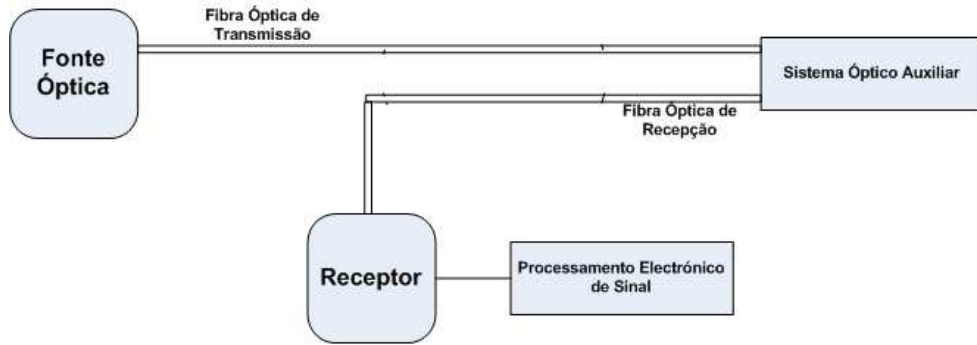 Fibra Óptica de
Transmissão
Fonte
Óptica
Sistema Óptico Auxiliar
Fibra Óptica de
Recepção
Receptor
Processamento Electrónico
de Sinal